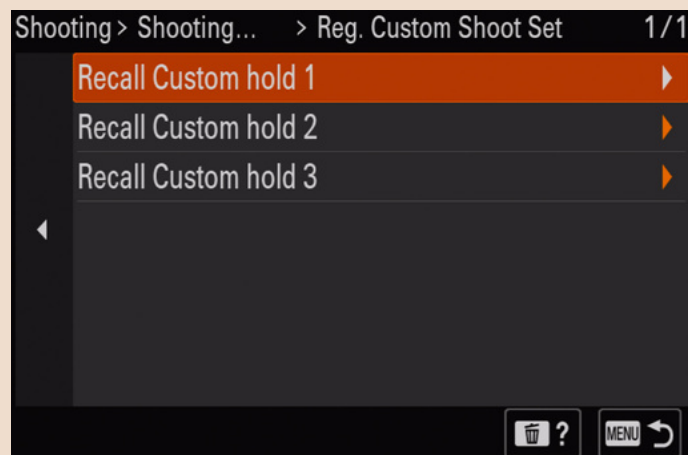 Shooting > Shooting... > Reg. Custom Shoot Set 1/1
Recall Custom hold 1
Recall Custom hold 2
Recall Custom hold 3
? MENU